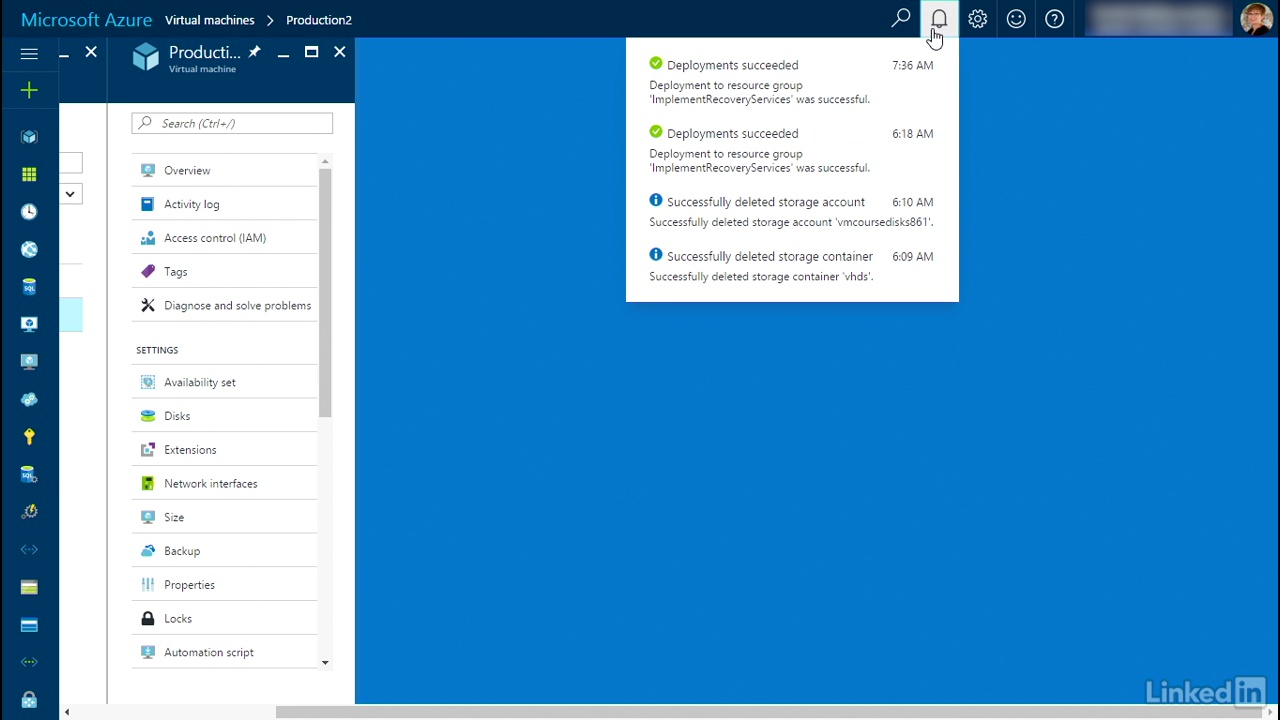 Microsoft Azure Virtual machines > Production2
Producti...
Virtual machine
Search (Ctrl+/)
Overview
Activity log
Access control (IAM)
Tags
Diagnose and solve problems
SETTINGS
Availability set
Disks
Extensions
Network interfaces
Size
Backup
Properties
Locks
Automation script
Deployments succeeded 7:36 AM
Deployment to resource group
'ImplementRecoveryServices' was successful.
Deployments succeeded 6:18 AM
Deployment to resource group
'ImplementRecoveryServices' was successful.
Successfully deleted storage account 6:10 AM
Successfully deleted storage account 'vmcoursedisks861'.
Successfully deleted storage container 6:09 AM
Successfully deleted storage container 'vhds'.
SQL
SQL
LinkedIn